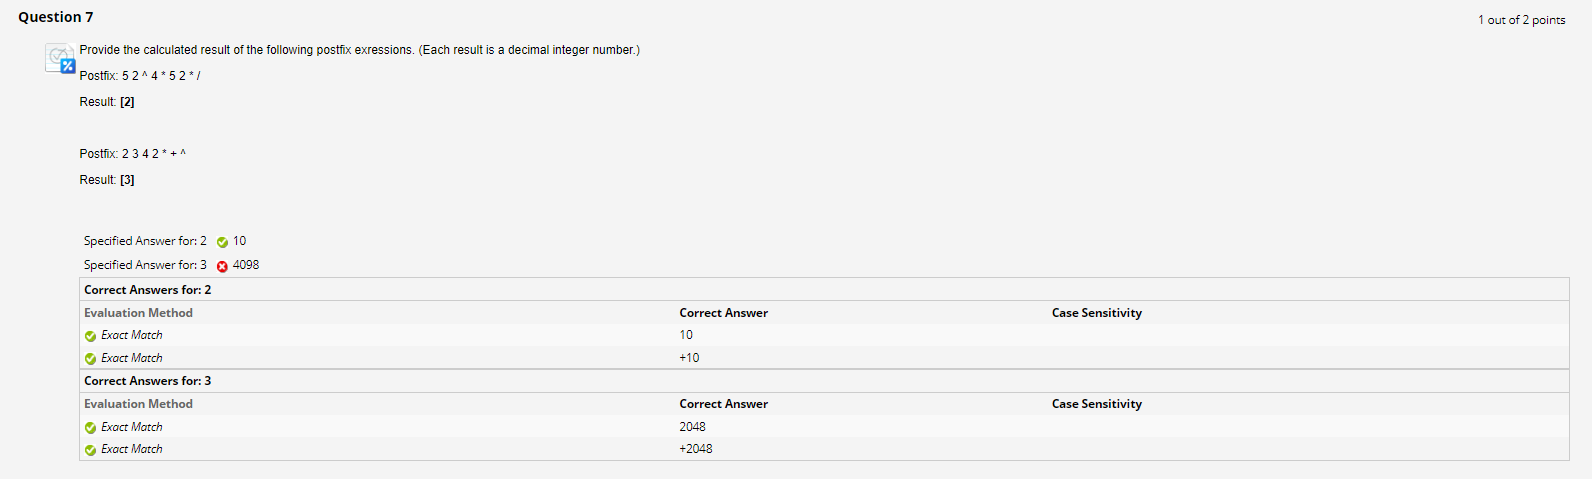 Question 7
1 out of 2 points
Provide the calculated result of the following postfix exressions. (Each result is a decimal integer number.)
Postfix: 5 2 ^ 4 * 5 2 * /
Result: [2]
Postfix: 2 3 4 2 * + ^
Result: [3]
Specified Answer for: 2 10
Specified Answer for: 3 4098
Correct Answers for: 2
Evaluation Method Correct Answer Case Sensitivity
Exact Match 10
Exact Match +10
Correct Answers for: 3
Evaluation Method Correct Answer Case Sensitivity
Exact Match 2048
Exact Match +2048